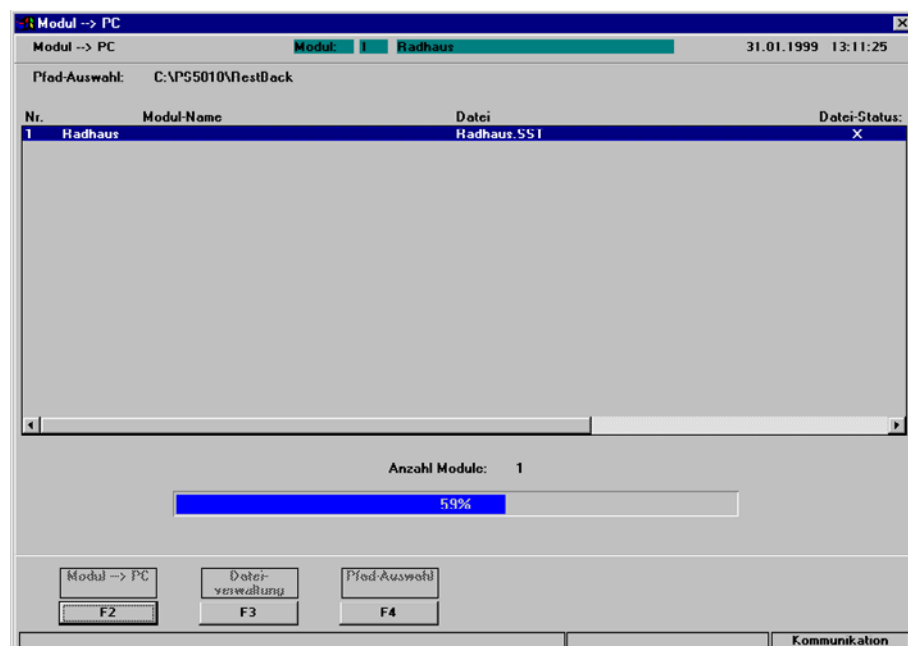 Modul --> PC
Modul --> PC Modul: 1 Radhaus 31.01.1999 13:11:25
Pfad-Auswahl: C:\PS5010\RestBack
Nr. Modul-Name Datei Datei-Status:
1 Radhaus Radhaus.SST X
Anzahl Module: 1
59%
Modul --> PC Datei- Pfad-Auswahl
verwaltung
F2 F3 F4
Kommunikation